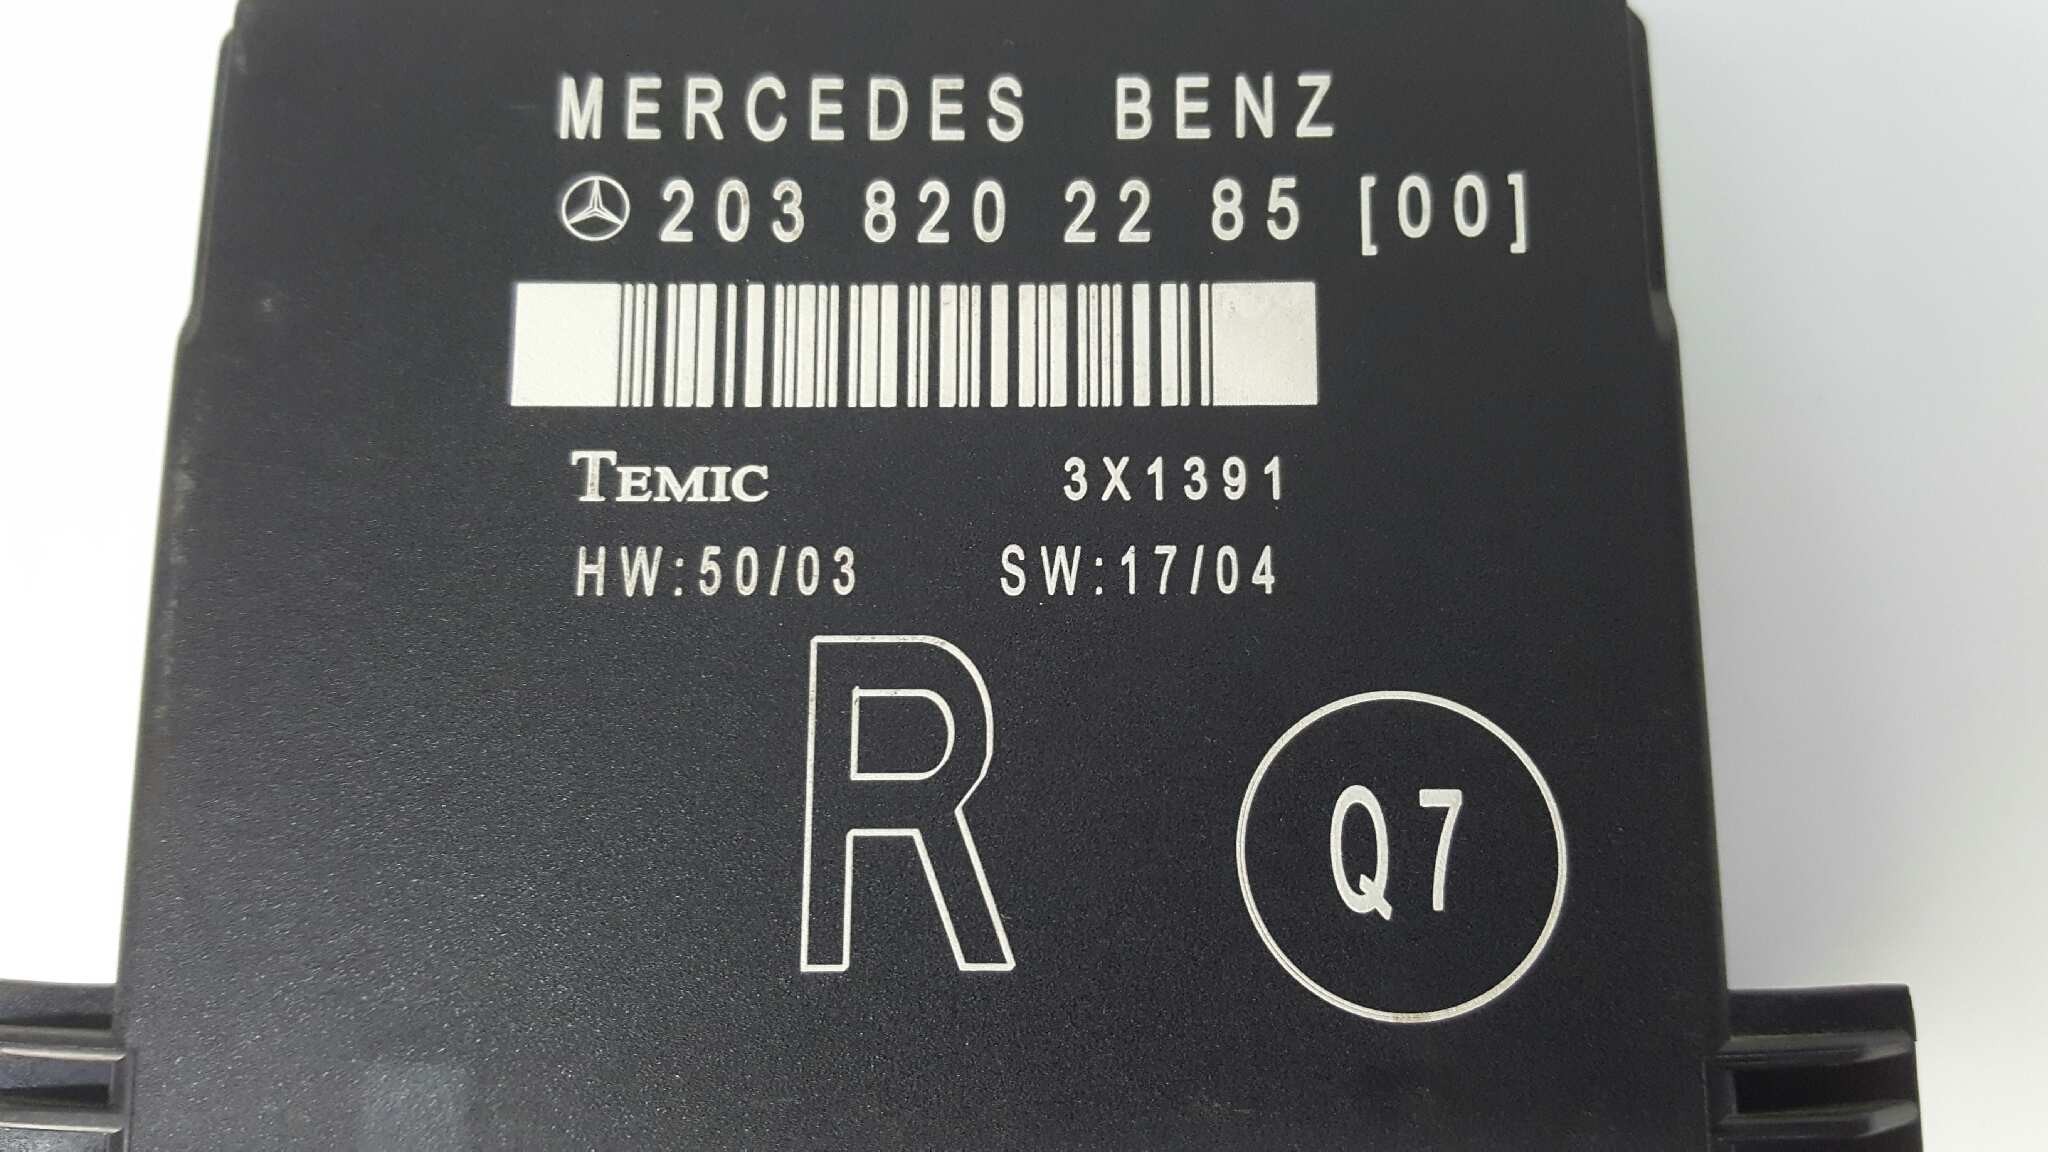 MERCEDES BENZ
203 820 22 85 [00]
TEMIC 3X1391
HW:50/03 SW:17/04
R
Q7